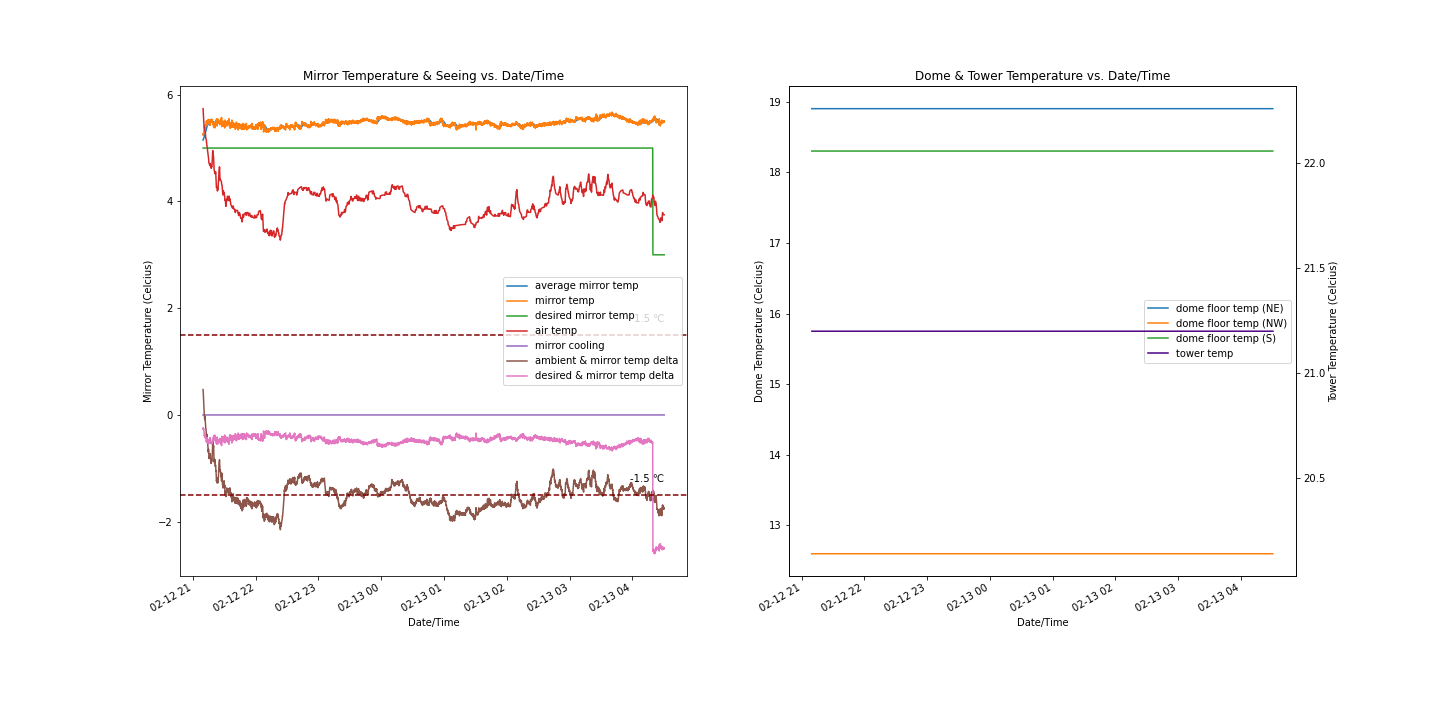 Mirror Temperature & Seeing vs. Date/Time
6
4
2
0
−2
Mirror Temperature (Celcius)
average mirror temp
mirror temp
desired mirror temp
air temp
mirror cooling
ambient & mirror temp delta
desired & mirror temp delta
1.5 °C
-1.5 °C
02-12 21
02-12 22
02-12 23
02-13 00
02-13 01
02-13 02
02-13 03
02-13 04
Date/Time
Dome & Tower Temperature vs. Date/Time
19
18
17
16
15
14
13
Dome Temperature (Celcius)
dome floor temp (NE)
dome floor temp (NW)
dome floor temp (S)
tower temp
22.0
21.5
21.0
20.5
Tower Temperature (Celcius)
02-12 21
02-12 22
02-12 23
02-13 00
02-13 01
02-13 02
02-13 03
02-13 04
Date/Time